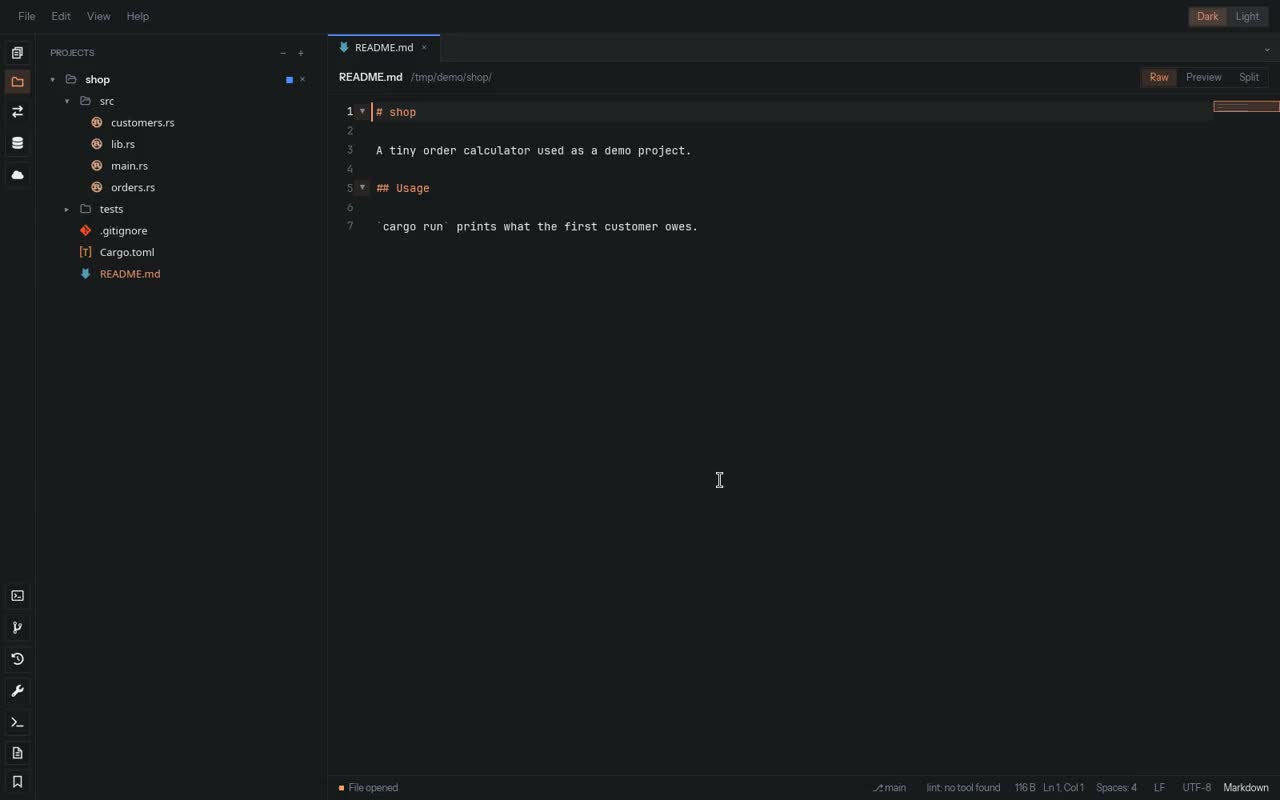 File Edit View Help Dark Light
PROJECTS
shop
src
customers.rs
lib.rs
main.rs
orders.rs
tests
.gitignore
Cargo.toml
README.md
README.md
README.md /tmp/demo/shop/ Raw Preview Split
1 # shop
2
3 A tiny order calculator used as a demo project.
4
5 ## Usage
6
7 `cargo run` prints what the first customer owes.
File opened main lint: no tool found 116 B Ln 1, Col 1 Spaces: 4 LF UTF-8 Markdown